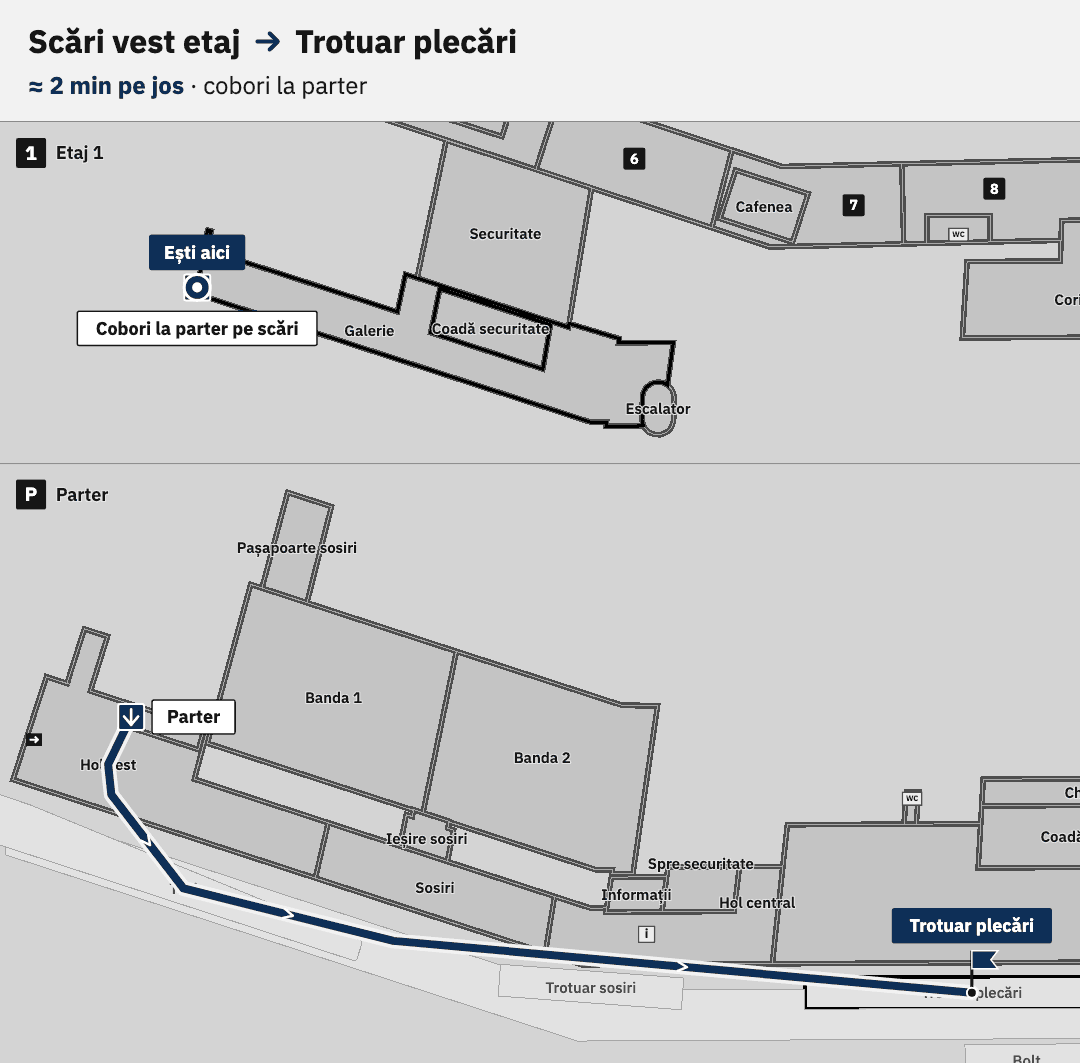 Scări vest etaj → Trotuar plecări
≈ 2 min pe jos · cobori la parter
1 Etaj 1
6
8
Cafenea
7
Securitate
WC
Ești aici
Cobori la parter pe scări
Galerie
Coadă securitate
Escalator
P Parter
Pașapoarte sosiri
Banda 1
Parter
Banda 2
WC
Ieșire sosiri
Spre securitate
Sosiri
Informații
Hol central
Trotuar plecări
i
Trotuar sosiri
plecări
Bolt